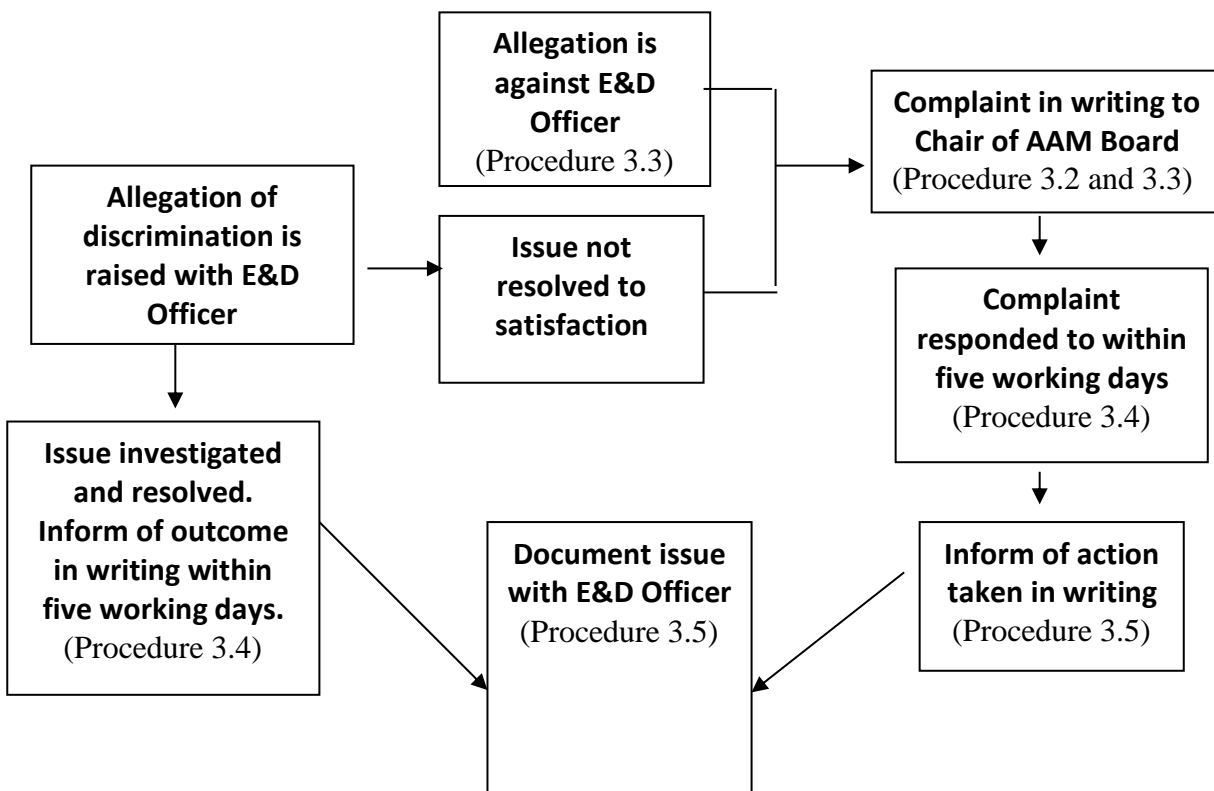 Allegation is
against E&D
Officer
(Procedure 3.3)
Complaint in writing to
Chair of AAM Board
(Procedure 3.2 and 3.3)
Allegation of
discrimination is
raised with E&D
Officer
Issue not
resolved to
satisfaction
Complaint
responded to within
five working days
(Procedure 3.4)
Issue investigated
and resolved.
Inform of outcome
in writing within
five working days.
(Procedure 3.4)
Document issue
with E&D Officer
(Procedure 3.5)
Inform of action
taken in writing
(Procedure 3.5)